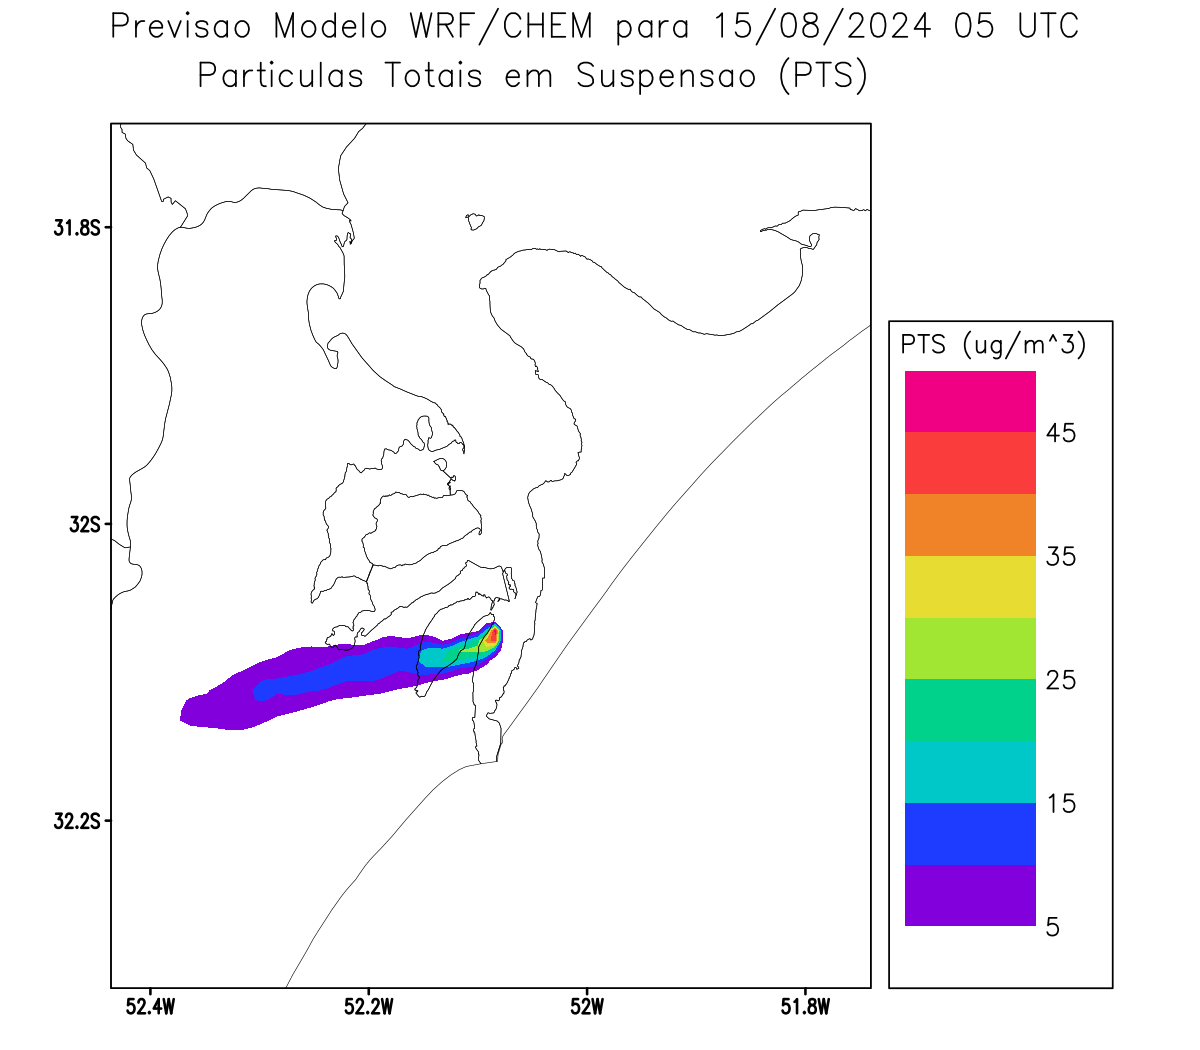 Previsao Modelo WRF/CHEM para 15/08/2024 05 UTC
Particulas Totais em Suspensao (PTS)
31.8S
32S
32.2S
52.4W
52.2W
52W
51.8W
PTS (ug/m^3)
45
35
25
15
5